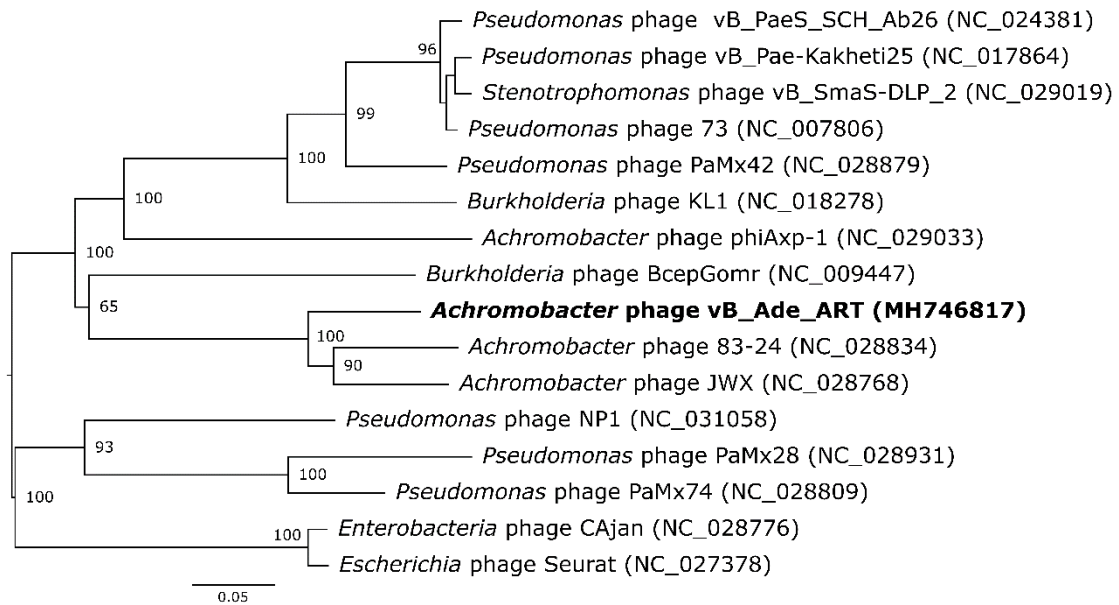 Pseudomonas phage vB_PaeS_SCH_Ab26 (NC_024381)
96
Pseudomonas phage vB_Pae-Kakheti25 (NC_017864)
Stenotrophomonas phage vB_SmaS-DLP_2 (NC_029019)
99
Pseudomonas phage 73 (NC_007806)
100
Pseudomonas phage PaMx42 (NC_028879)
100
Burkholderia phage KL1 (NC_018278)
Achromobacter phage phiAxp-1 (NC_029033)
100
Burkholderia phage BcepGomr (NC_009447)
65
Achromobacter phage vB_Ade_ART (MH746817)
100
Achromobacter phage 83-24 (NC_028834)
90
Achromobacter phage JWX (NC_028768)
Pseudomonas phage NP1 (NC_031058)
93
Pseudomonas phage PaMx28 (NC_028931)
100
100
Pseudomonas phage PaMx74 (NC_028809)
Enterobacteria phage CAjan (NC_028776)
100
Escherichia phage Seurat (NC_027378)
0.05